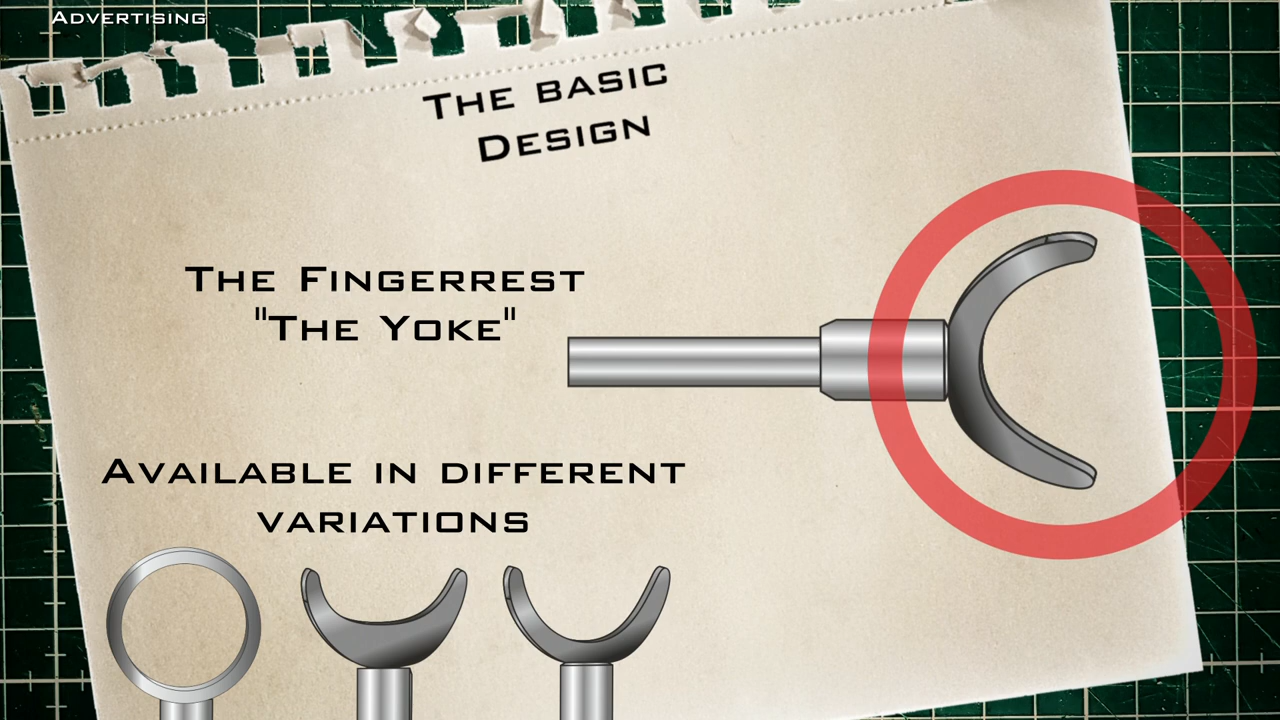 Advertising
The basic
Design
The Fingerrest
"The Yoke"
Available in different
variations